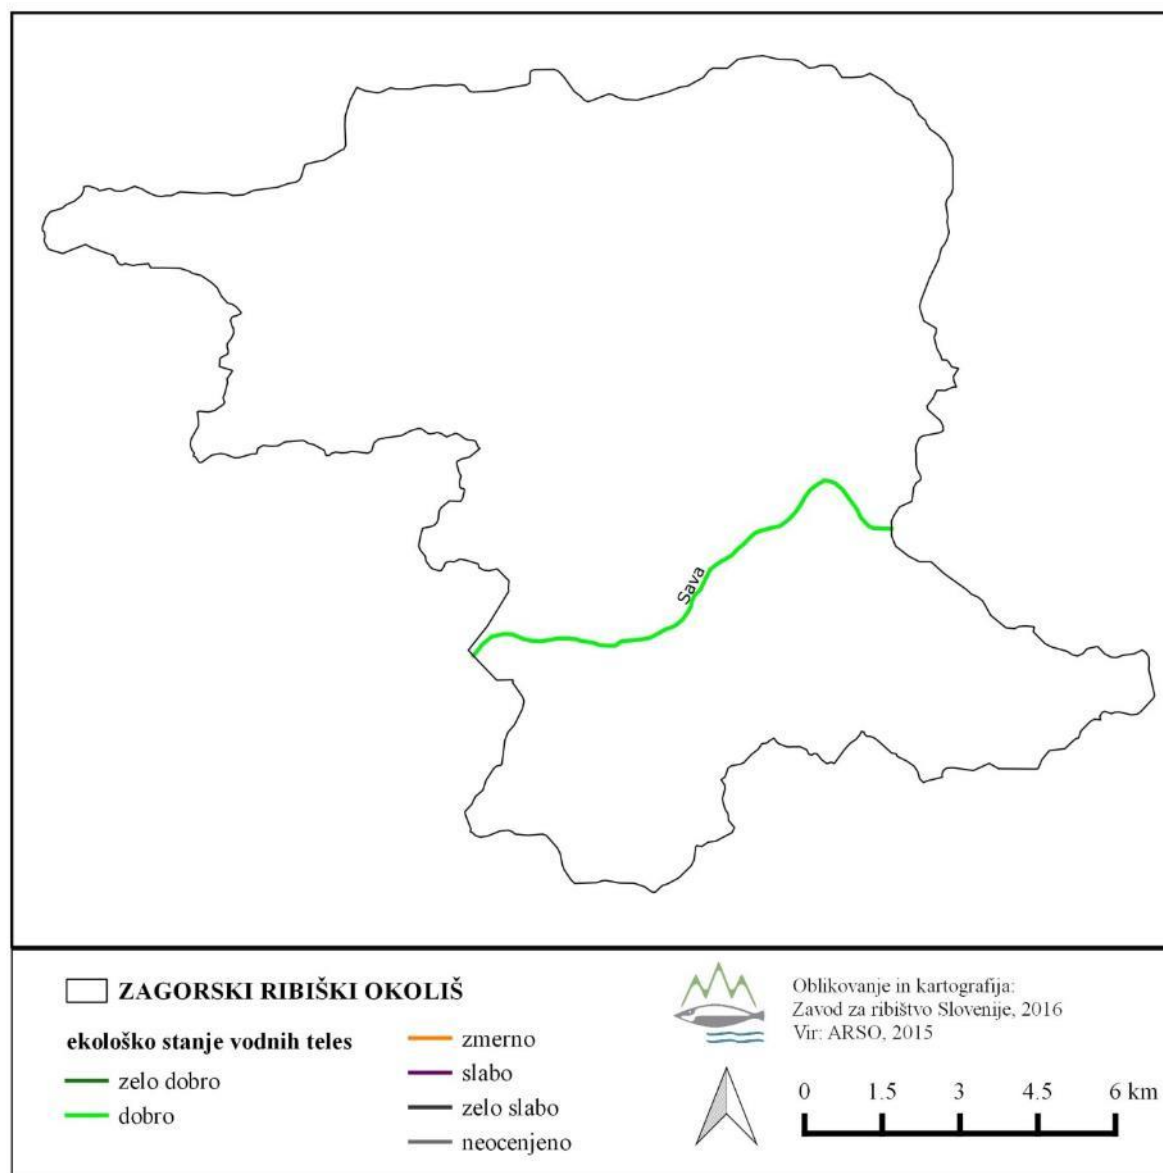 Sava
ZAGORSKI RIBIŠKI OKOLIŠ
ekološko stanje vodnih teles
zelo dobro
dobro
zmerno
slabo
zelo slabo
neocenjeno
Oblikovanje in kartografija:
Zavod za ribištvo Slovenije, 2016
Vir: ARSO, 2015
0 1.5 3 4.5 6 km